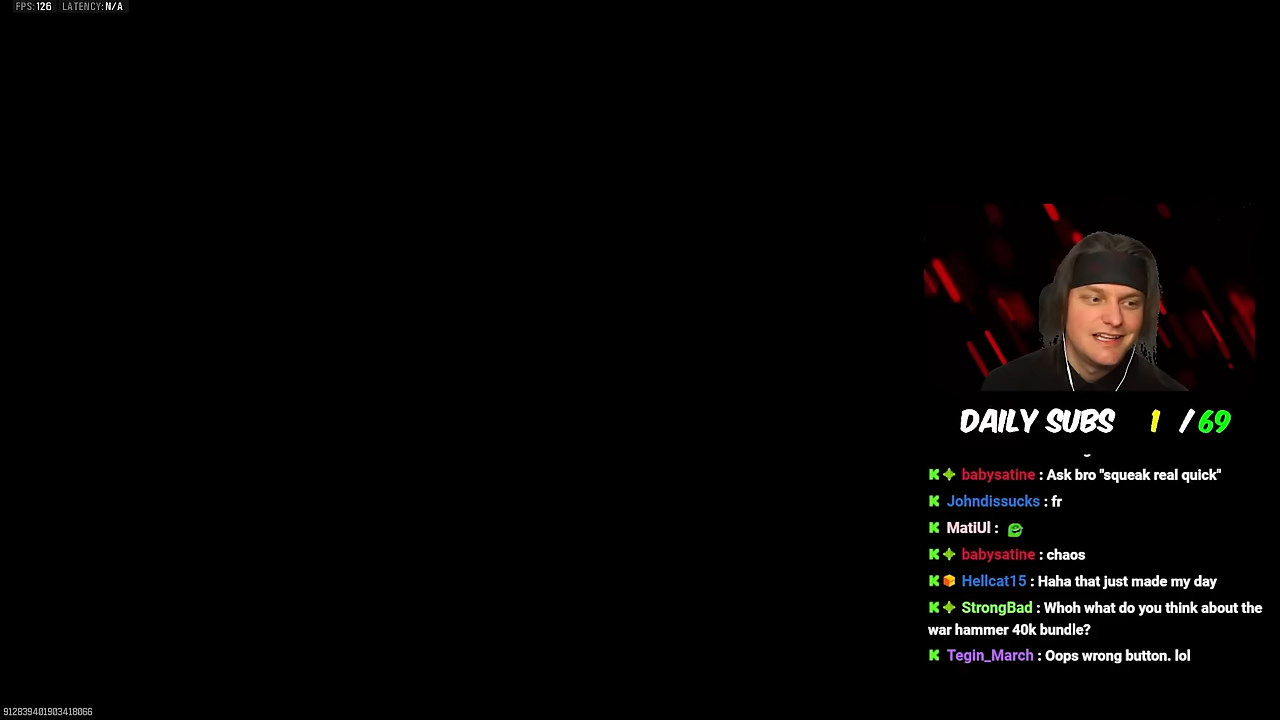 FPS:126 LATENCY:N/A
DAILY SUBS 1 /69
babysatine : Ask bro "squeak real quick"
Johndissucks : fr
MatiUl :
babysatine : chaos
Hellcat15 : Haha that just made my day
StrongBad : Whoh what do you think about the
war hammer 40k bundle?
Tegin_March : Oops wrong button. lol
912839401903418066